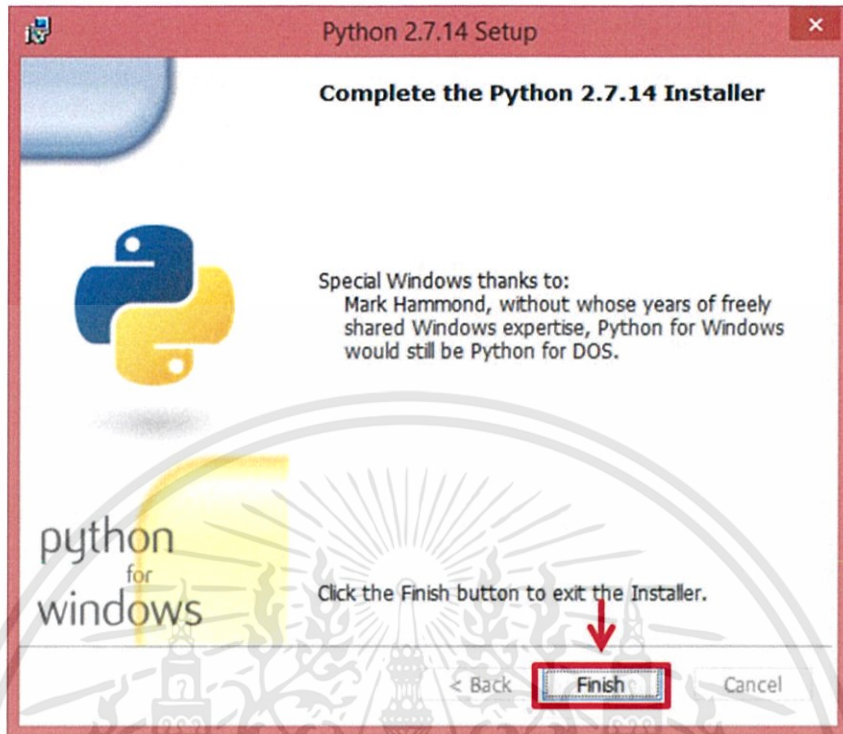 Python 2.7.14 Setup
Complete the Python 2.7.14 Installer
Special Windows thanks to:
Mark Hammond, without whose years of freely
shared Windows expertise, Python for Windows
would still be Python for DOS.
python
for
windows
Click the Finish button to exit the Installer.
< Back
Finish
Cancel